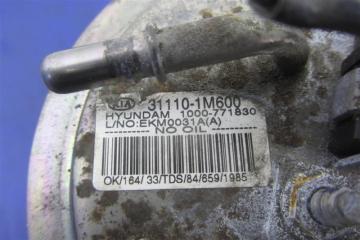 KIA 31110-1M600
HYUNDAM 1000-771830
L/NO:EKM0031A(A)
NO OIL
OK/164/33/TDS/84/659/1985